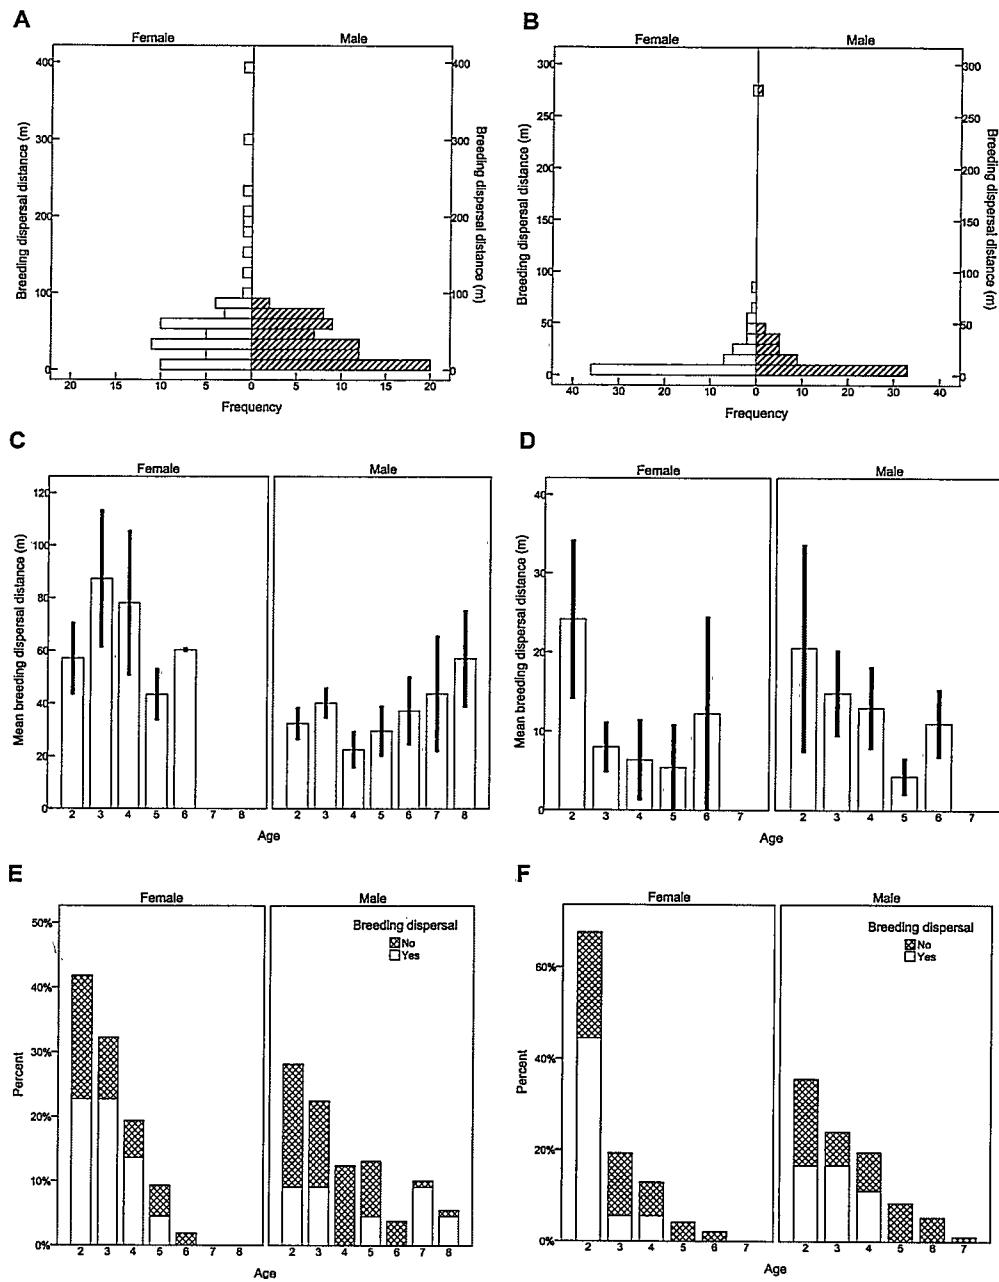 A
Female Male
400 400
300 300
200 200
100 100
0 0
20 15 10 5 0 5 10 15 20
Breeding dispersal distance (m)
Breeding dispersal distance (m)
Frequency
B
Female Male
300 300
250 250
200 200
150 150
100 100
50 50
0 0
40 30 20 10 0 10 20 30 40
Breeding dispersal distance (m)
Breeding dispersal distance (m)
Frequency
C
Female Male
120
100
80
60
40
20
0
2 3 4 5 6 7 8 2 3 4 5 6 7 8
Mean breeding dispersal distance (m)
Age
D
Female Male
40
30
20
10
0
2 3 4 5 6 7 2 3 4 5 6 7
Mean breeding dispersal distance (m)
Age
E
Female Male
Breeding dispersal
No
Yes
50%
40%
30%
20%
10%
0%
2 3 4 5 6 7 8 2 3 4 5 6 7 8
Percent
Age
F
Female Male
Breeding dispersal
No
Yes
60%
40%
20%
0%
2 3 4 5 6 7 2 3 4 5 6 7
Percent
Age